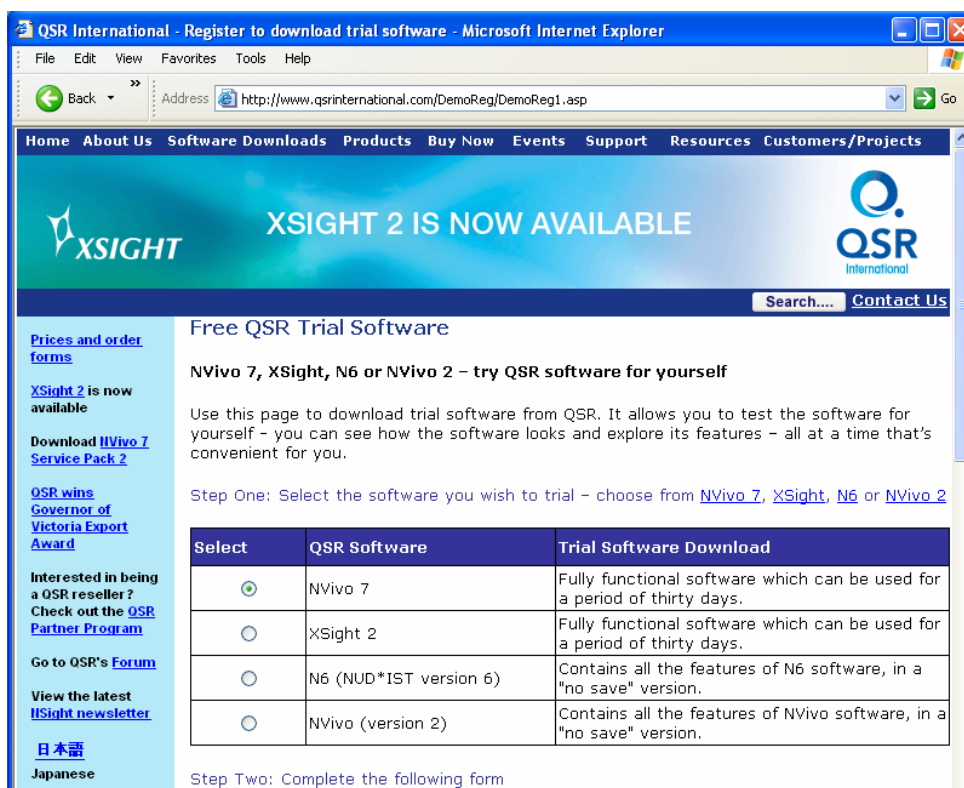 QSR International - Register to download trial software - Microsoft Internet Explorer
File Edit View Favorites Tools Help
Back » Address http://www.qsrinternational.com/DemoReg/DemoReg1.asp Go
Home About Us Software Downloads Products Buy Now Events Support Resources Customers/Projects
XSIGHT
XSIGHT 2 IS NOW AVAILABLE
QSR
International
Search.... Contact Us
Prices and order
forms
XSight 2 is now
available
Download NVivo 7
Service Pack 2
QSR wins
Governor of
Victoria Export
Award
Interested in being
a QSR reseller?
Check out the QSR
Partner Program
Go to QSR's Forum
View the latest
NSight newsletter
日本語
Japanese
Free QSR Trial Software
NVivo 7, XSight, N6 or NVivo 2 – try QSR software for yourself
Use this page to download trial software from QSR. It allows you to test the software for
yourself – you can see how the software looks and explore its features – all at a time that's
convenient for you.
Step One: Select the software you wish to trial – choose from NVivo 7, XSight, N6 or NVivo 2
Select QSR Software Trial Software Download
NVivo 7 Fully functional software which can be used for
a period of thirty days.
XSight 2 Fully functional software which can be used for
a period of thirty days.
N6 (NUD*IST version 6) Contains all the features of N6 software, in a
"no save" version.
NVivo (version 2) Contains all the features of NVivo software, in a
"no save" version.
Step Two: Complete the following form